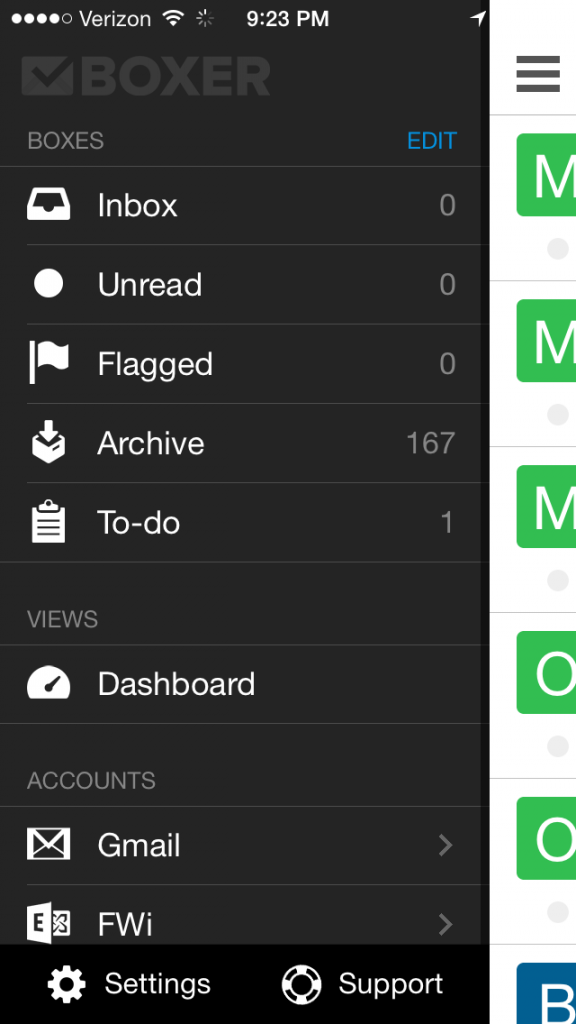 Verizon 9:23 PM
BOXER
BOXES EDIT
Inbox 0
Unread 0
Flagged 0
Archive 167
To-do 1
VIEWS
Dashboard
ACCOUNTS
Gmail
E FWi
Settings Support
M
M
M
O
O
B